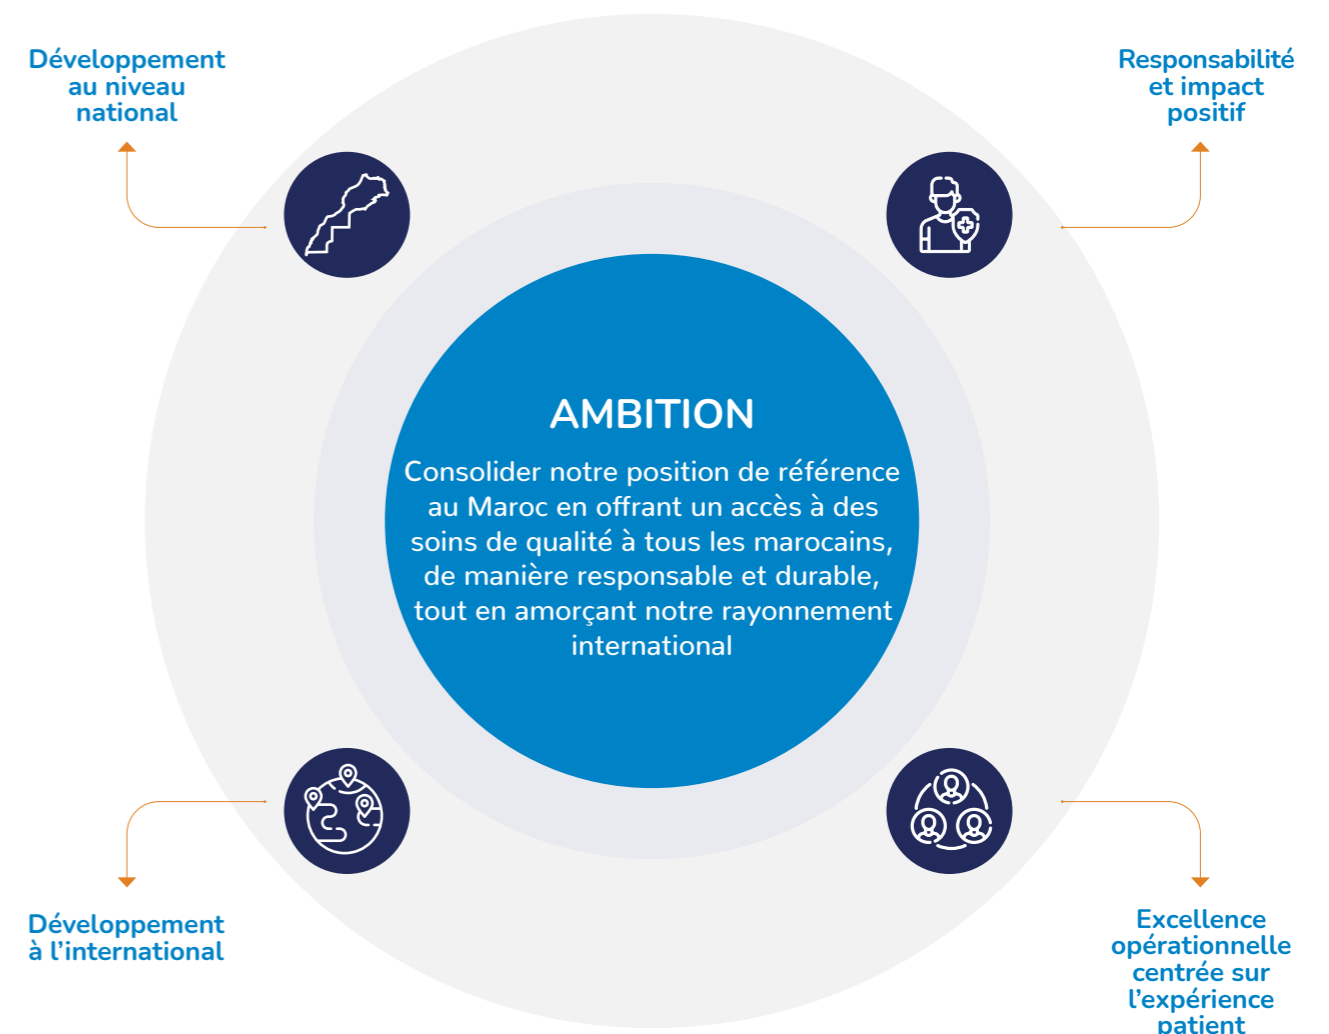 Développement
au niveau
national
Responsabilité
et impact
positif
AMBITION
Consolider notre position de référence
au Maroc en offrant un accès à des
soins de qualité à tous les marocains,
de manière responsable et durable,
tout en amorçant notre rayonnement
international
Développement
à l’international
Excellence
opérationnelle
centrée sur
l’expérience
patient